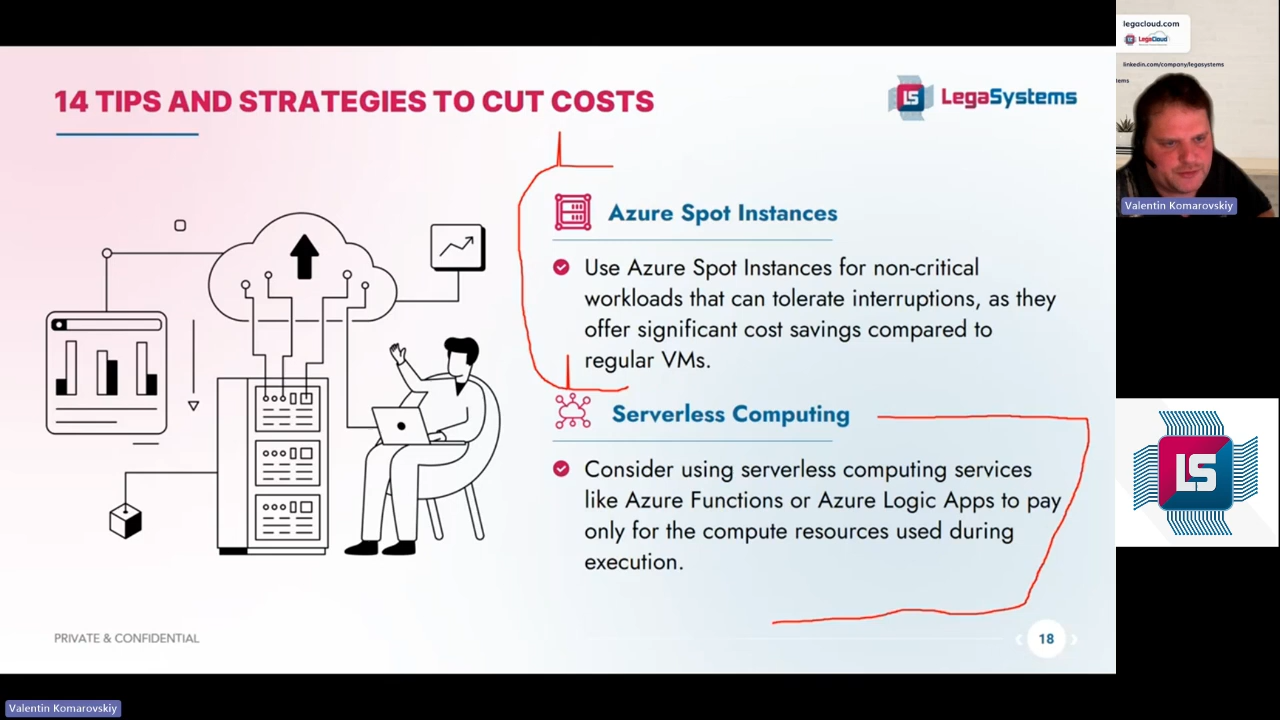 14 TIPS AND STRATEGIES TO CUT COSTS
LS LegaSystems
Azure Spot Instances
Use Azure Spot Instances for non-critical
workloads that can tolerate interruptions, as they
offer significant cost savings compared to
regular VMs.
Serverless Computing
Consider using serverless computing services
like Azure Functions or Azure Logic Apps to pay
only for the compute resources used during
execution.
PRIVATE & CONFIDENTIAL
18
legacloud.com
LegaCloud
linkedin.com/company/legasystems
tems
Valentin Komarovskiy
LS
Valentin Komarovskiy